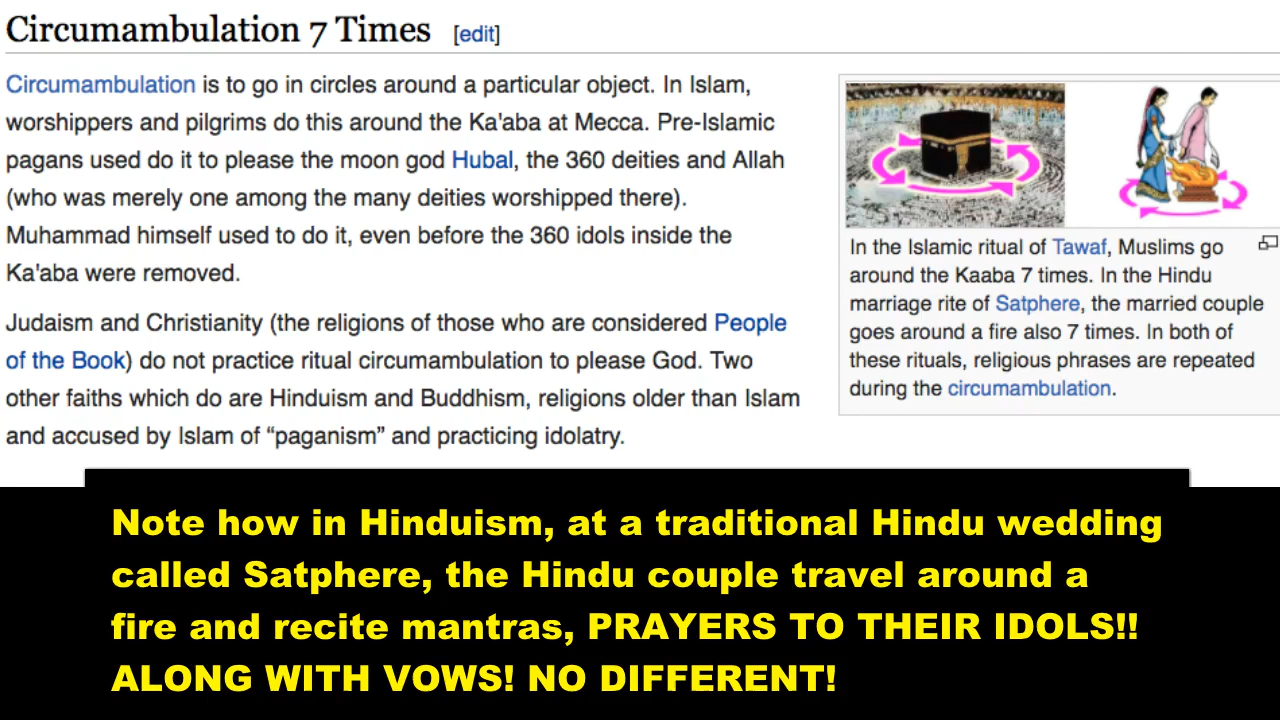 Circumambulation 7 Times [edit]
Circumambulation is to go in circles around a particular object. In Islam,
worshippers and pilgrims do this around the Ka'aba at Mecca. Pre-Islamic
pagans used do it to please the moon god Hubal, the 360 deities and Allah
(who was merely one among the many deities worshipped there).
Muhammad himself used to do it, even before the 360 idols inside the
Ka'aba were removed.
Judaism and Christianity (the religions of those who are considered People
of the Book) do not practice ritual circumambulation to please God. Two
other faiths which do are Hinduism and Buddhism, religions older than Islam
and accused by Islam of “paganism” and practicing idolatry.
In the Islamic ritual of Tawaf, Muslims go
around the Kaaba 7 times. In the Hindu
marriage rite of Satphere, the married couple
goes around a fire also 7 times. In both of
these rituals, religious phrases are repeated
during the circumambulation.
Note how in Hinduism, at a traditional Hindu wedding
called Satphere, the Hindu couple travel around a
fire and recite mantras, PRAYERS TO THEIR IDOLS!!
ALONG WITH VOWS! NO DIFFERENT!